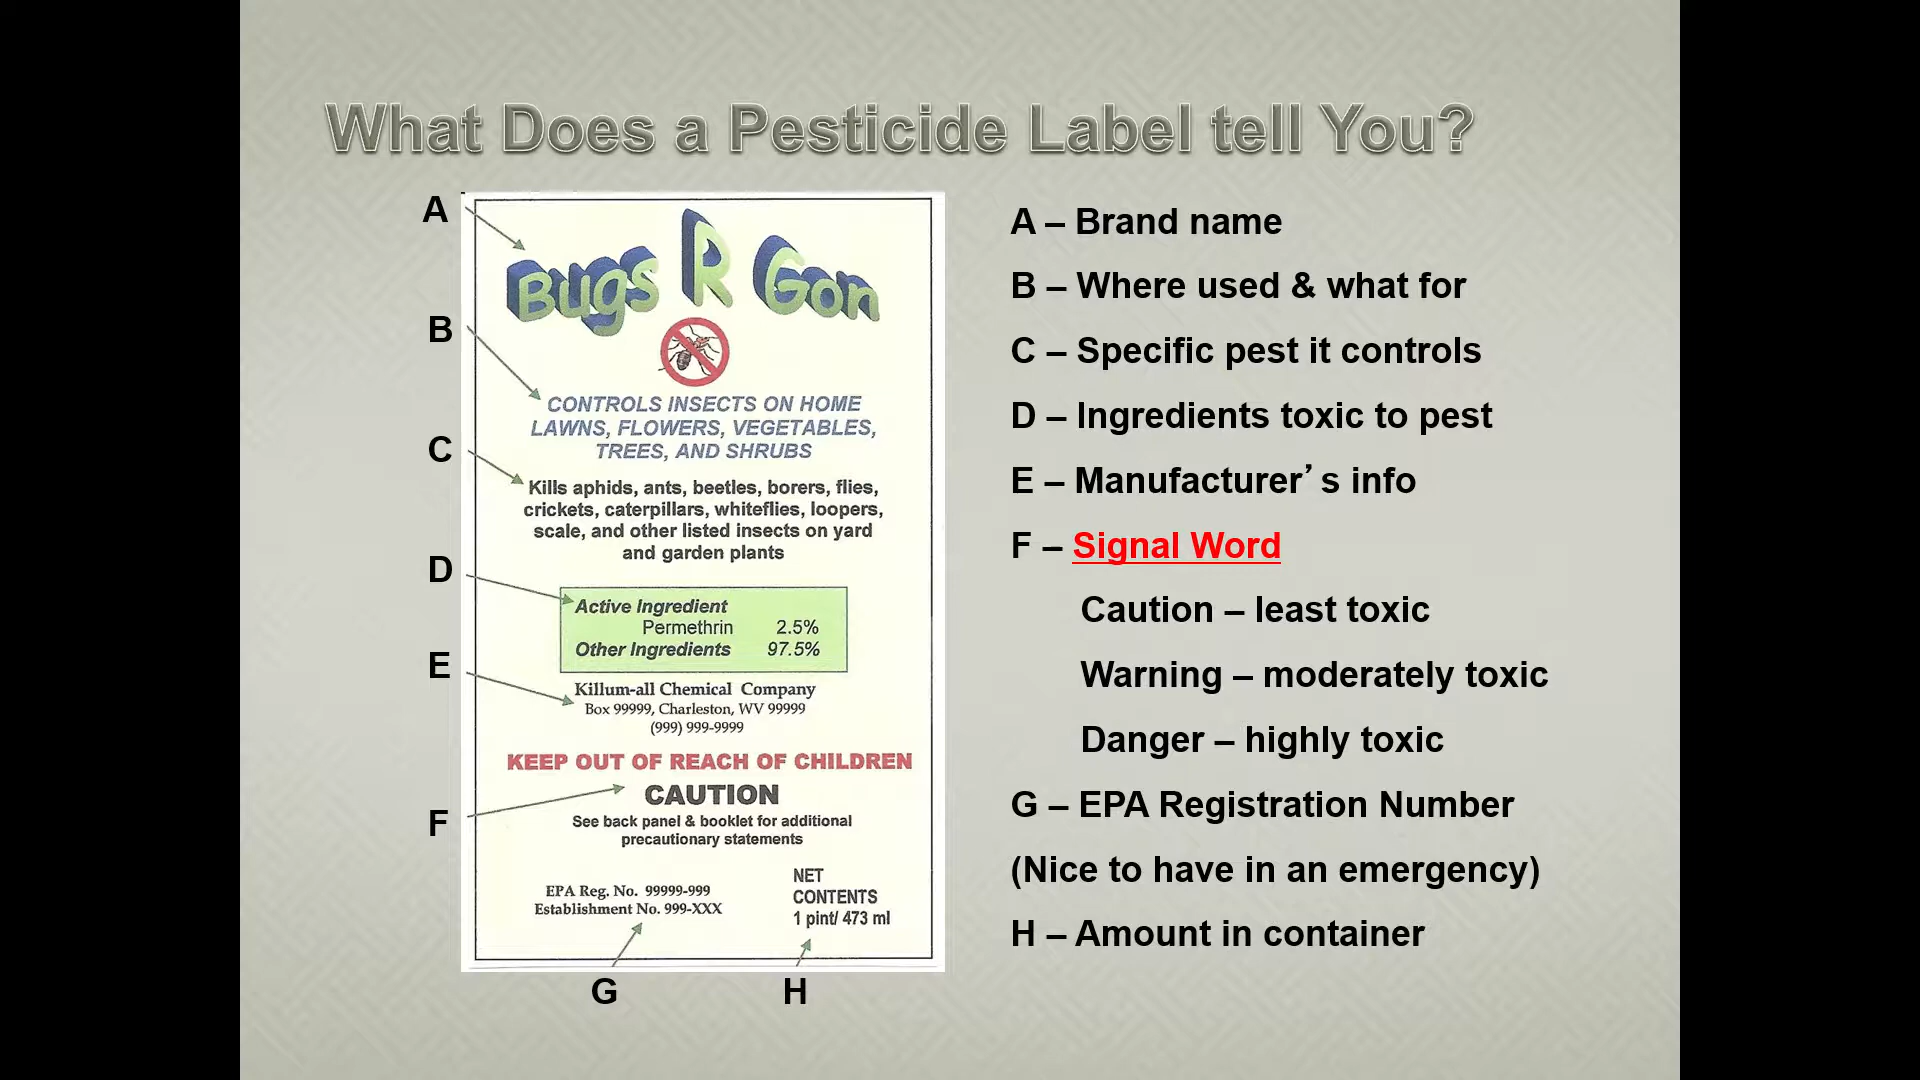 What Does a Pesticide Label tell You?
A
B
C
D
E
F
G
H
Bugs R Gon
CONTROLS INSECTS ON HOME
LAWNS, FLOWERS, VEGETABLES,
TREES, AND SHRUBS
Kills aphids, ants, beetles, borers, flies,
crickets, caterpillars, whiteflies, loopers,
scale, and other listed insects on yard
and garden plants
Active Ingredient
Permethrin 2.5%
Other Ingredients 97.5%
Killum-all Chemical Company
Box 99999, Charleston, WV 99999
(999) 999-9999
KEEP OUT OF REACH OF CHILDREN
CAUTION
See back panel & booklet for additional
precautionary statements
EPA Reg. No. 99999-999
Establishment No. 999-XXX
NET
CONTENTS
1 pint/ 473 ml
A – Brand name
B – Where used & what for
C – Specific pest it controls
D – Ingredients toxic to pest
E – Manufacturer’s info
F – Signal Word
Caution – least toxic
Warning – moderately toxic
Danger – highly toxic
G – EPA Registration Number
(Nice to have in an emergency)
H – Amount in container